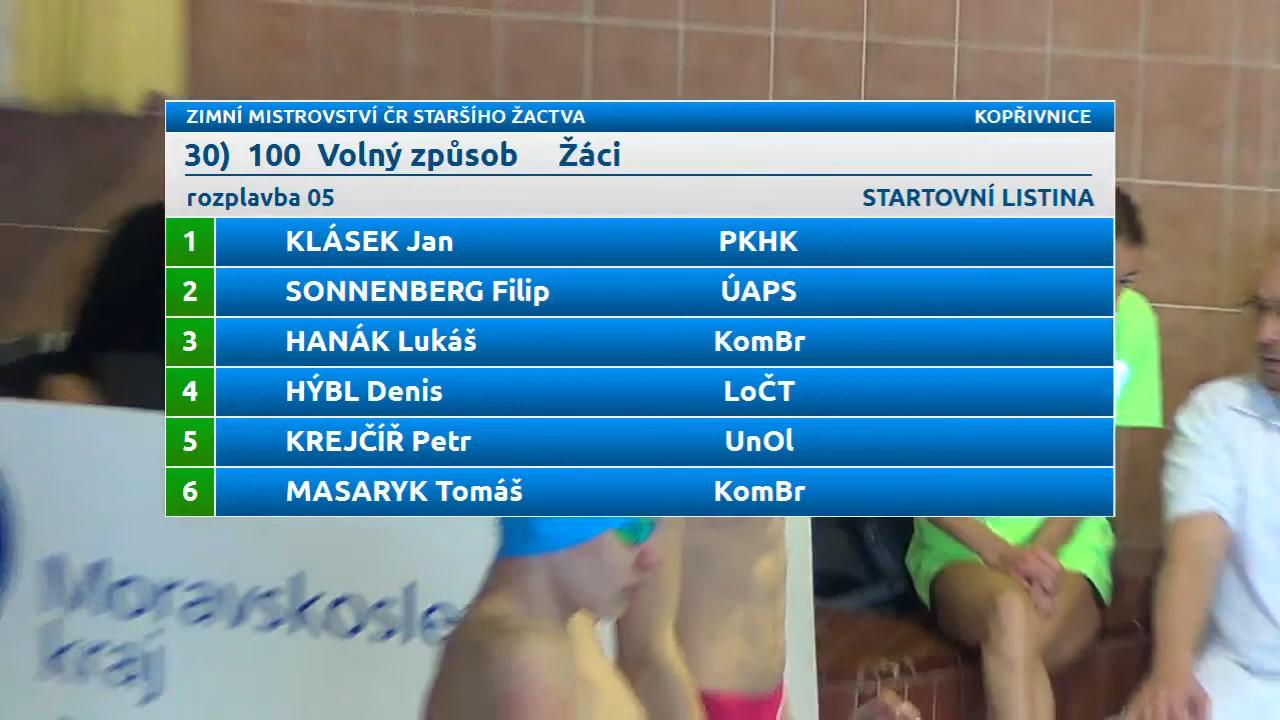 ZIMNÍ MISTROVSTVÍ ČR STARŠÍHO ŽACTVA KOPŘIVNICE
30) 100 Volný způsob Žáci
rozplavba 05 STARTOVNÍ LISTINA
1 KLÁSEK Jan PKHK
2 SONNENBERG Filip ÚAPS
3 HANÁK Lukáš KomBr
4 HÝBL Denis LoČT
5 KREJČÍŘ Petr UnOl
6 MASARYK Tomáš KomBr
kraj